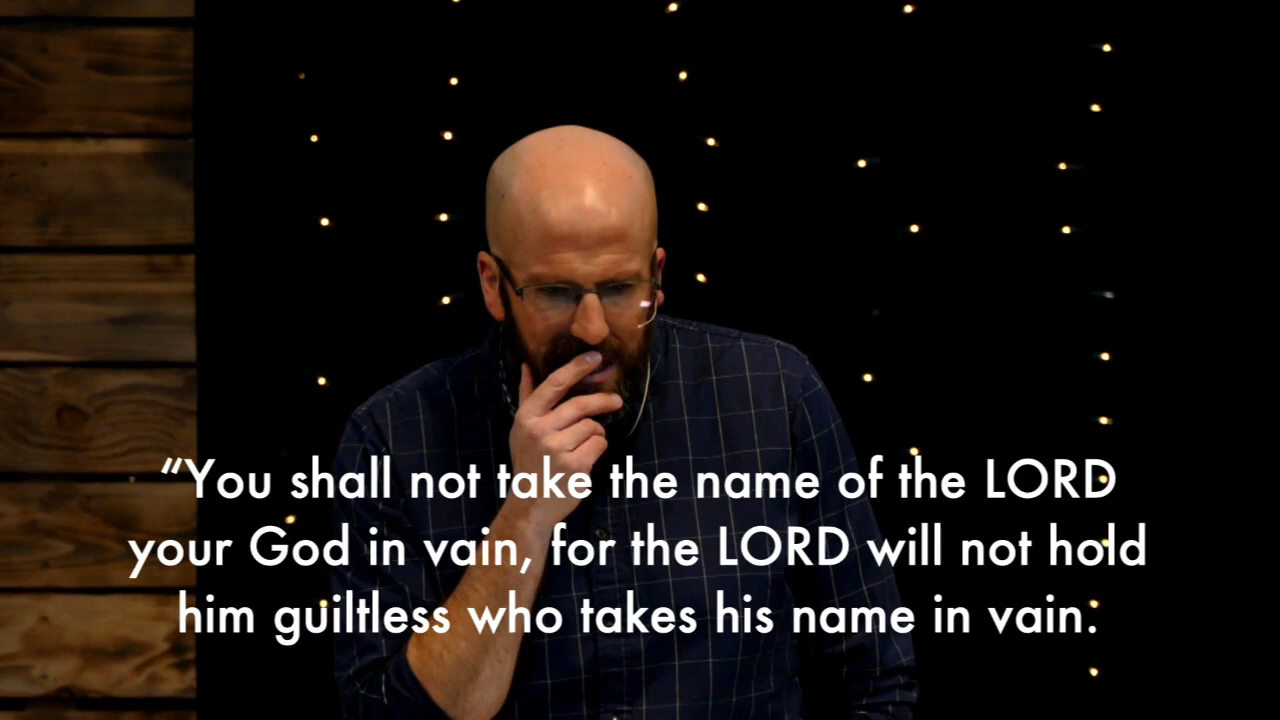 “You shall not take the name of the LORD
your God in vain, for the LORD will not hold
him guiltless who takes his name in vain.